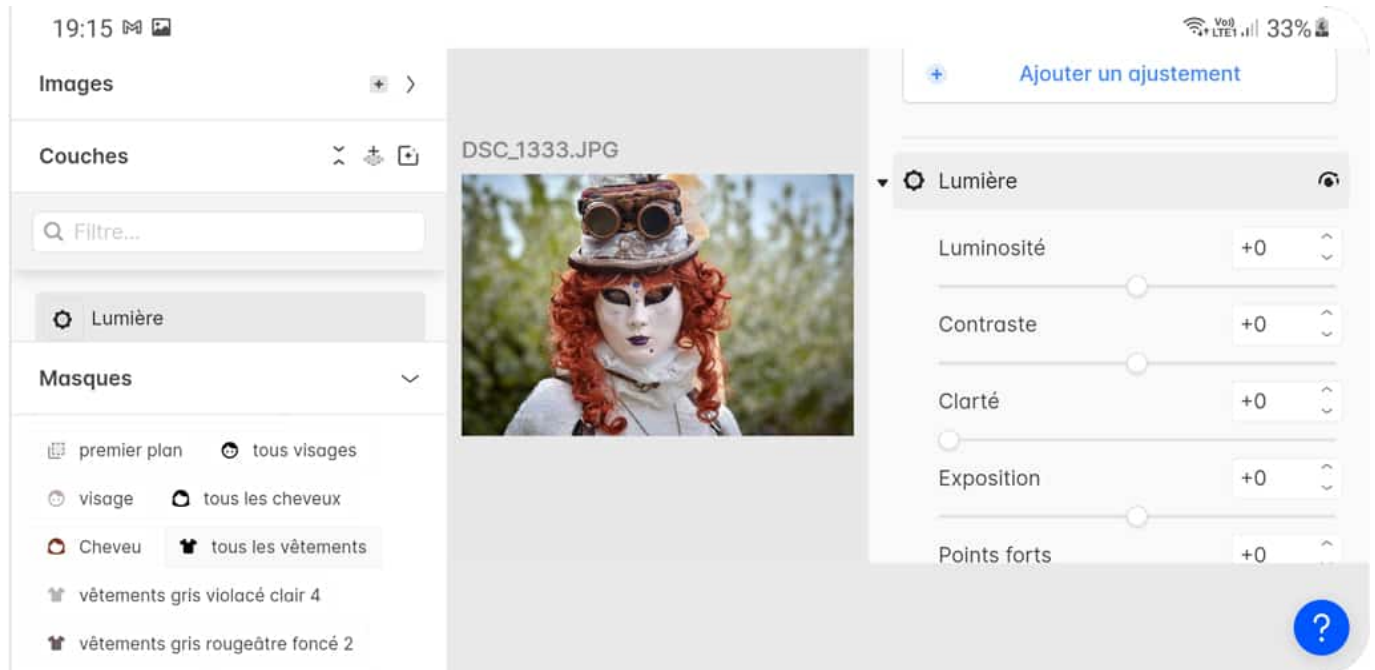 19:15
Vo))
LTE1
33%
Images
Couches
Filtre...
Lumière
Masques
premier plan
tous visages
visage
tous les cheveux
Cheveu
tous les vêtements
vêtements gris violacé clair 4
vêtements gris rougeâtre foncé 2
DSC_1333.JPG
+ Ajouter un ajustement
Lumière
Luminosité +0
Contraste +0
Clarté +0
Exposition +0
Points forts +0
?